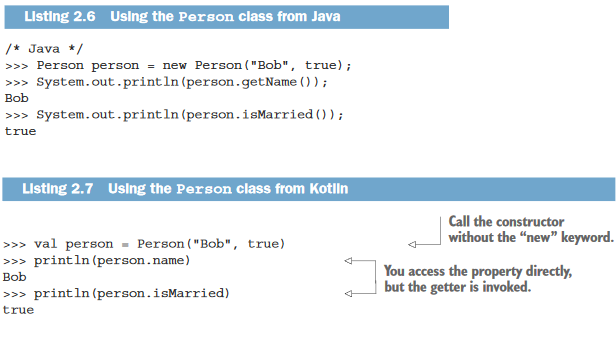 Listing 2.6 Using the Person class from Java
/* Java */
>>> Person person = new Person("Bob", true);
>>> System.out.println(person.getName());
Bob
>>> System.out.println(person.isMarried());
true
Listing 2.7 Using the Person class from Kotlin
>>> val person = Person("Bob", true)
Call the constructor
without the “new” keyword.
>>> println(person.name)
Bob
You access the property directly,
but the getter is invoked.
>>> println(person.isMarried)
true